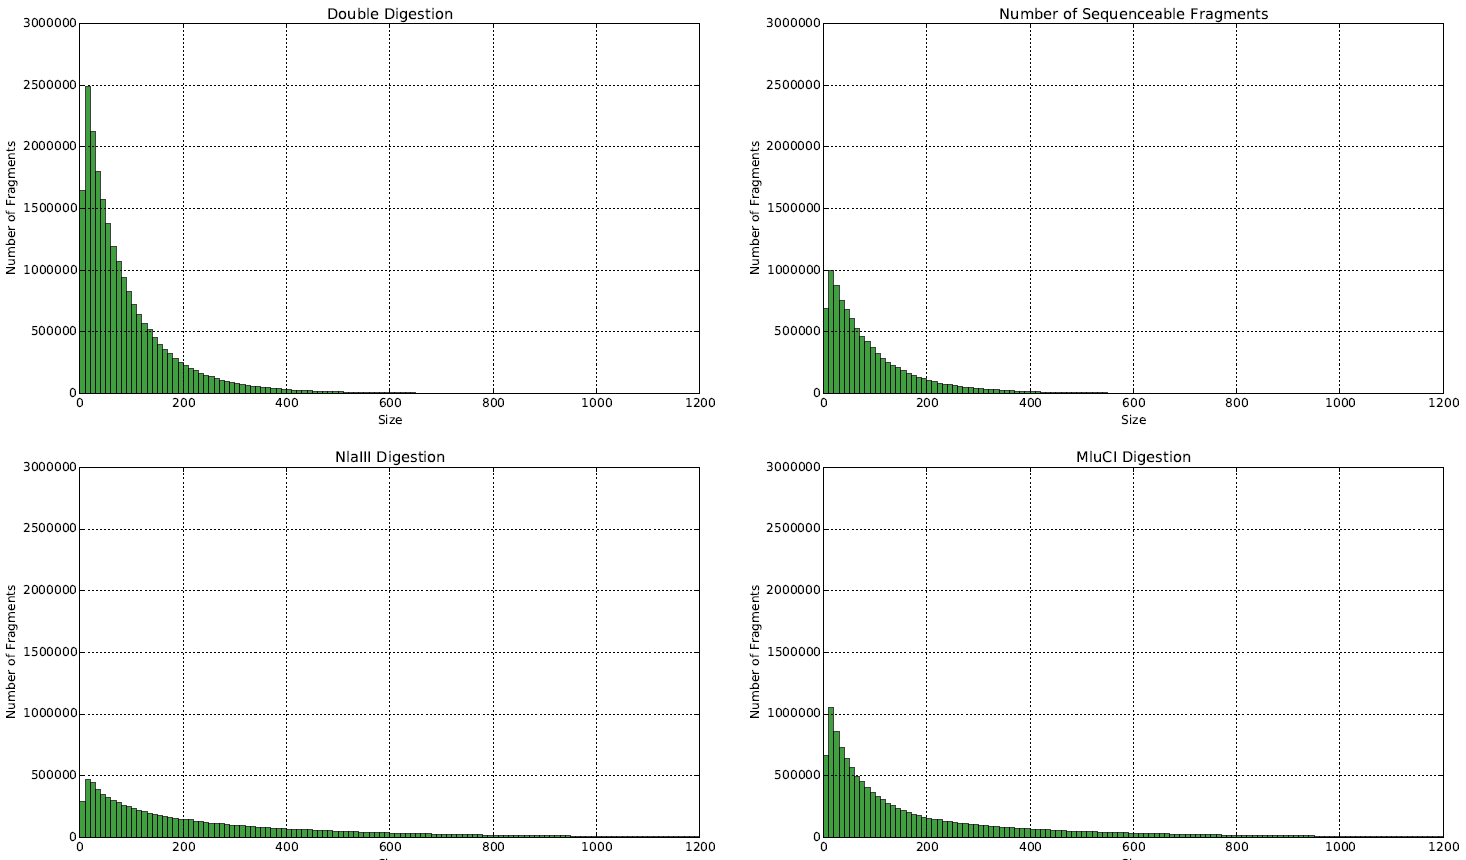 Double Digestion
Number of Fragments
3000000
2500000
2000000
1500000
1000000
500000
0
0 200 400 600 800 1000 1200
Size
Number of Sequenceable Fragments
Number of Fragments
3000000
2500000
2000000
1500000
1000000
500000
0
0 200 400 600 800 1000 1200
Size
NlaIII Digestion
Number of Fragments
3000000
2500000
2000000
1500000
1000000
500000
0
0 200 400 600 800 1000 1200
MluCI Digestion
Number of Fragments
3000000
2500000
2000000
1500000
1000000
500000
0
0 200 400 600 800 1000 1200